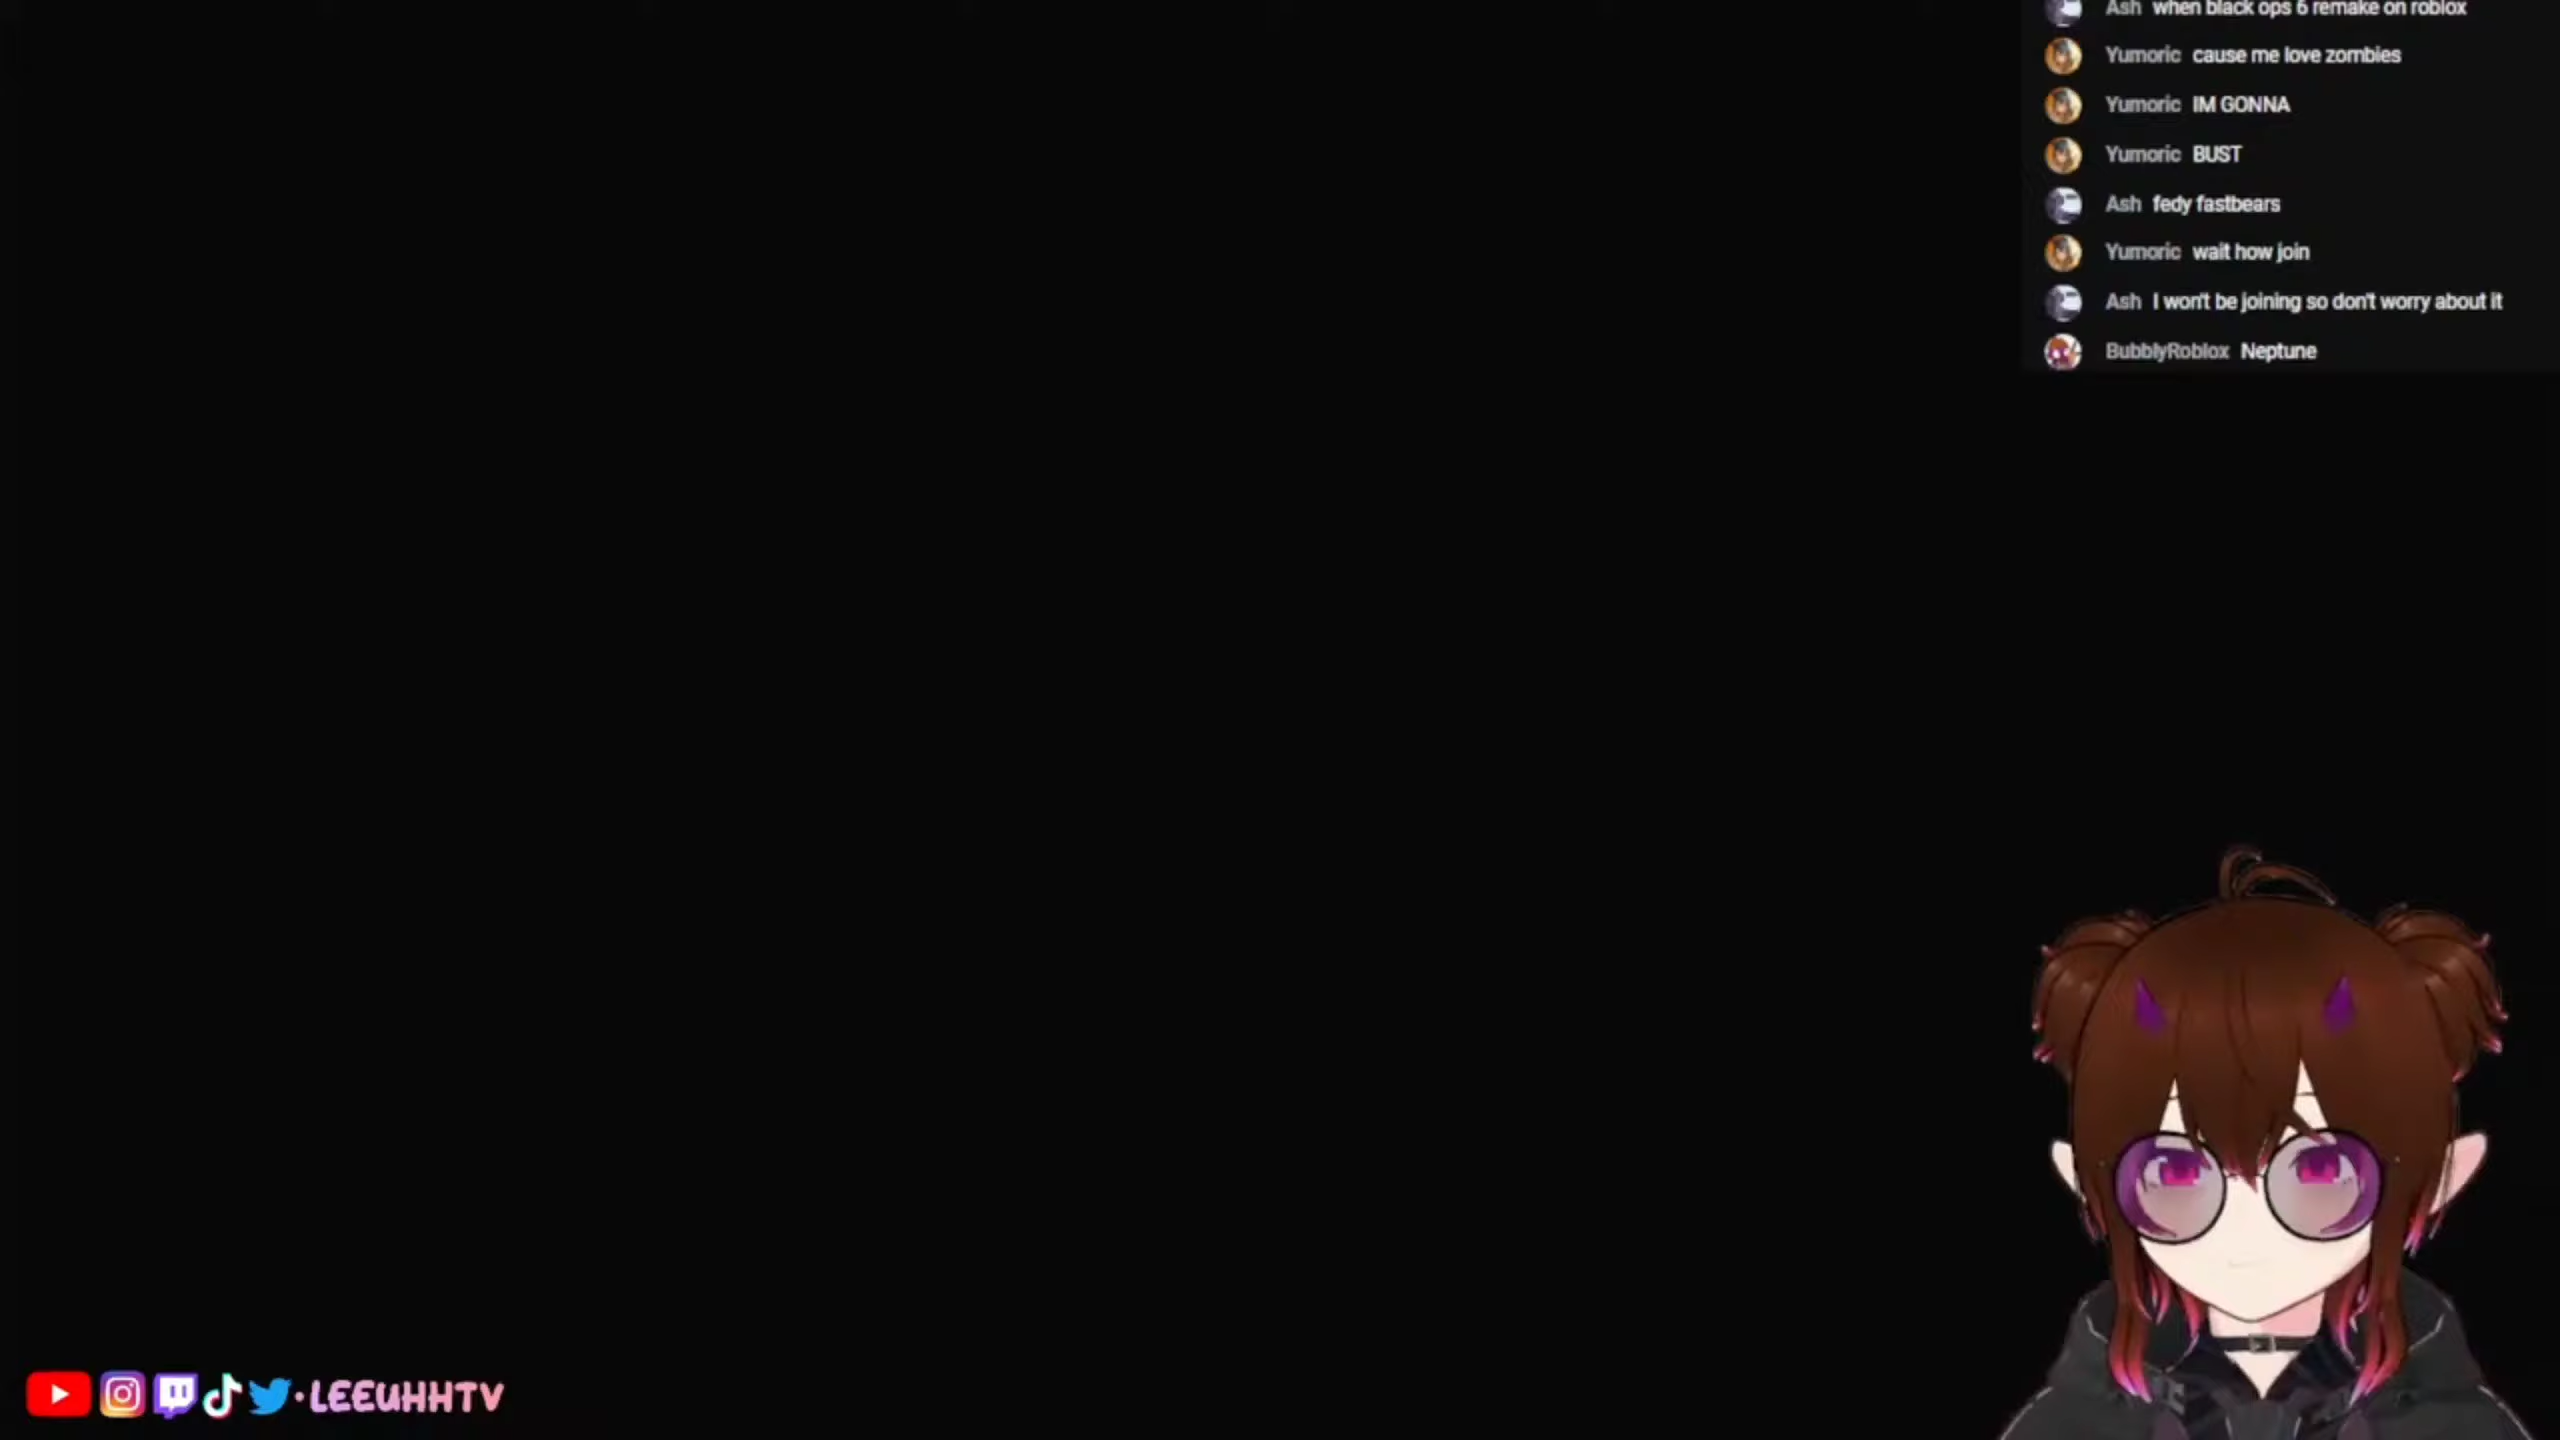 Ash when black ops 6 remake on roblox
Yumoric cause me love zombies
Yumoric IM GONNA
Yumoric BUST
Ash fedy fastbears
Yumoric wait how join
Ash I won't be joining so don't worry about it
BubblyRoblox Neptune
LEEUHHTV